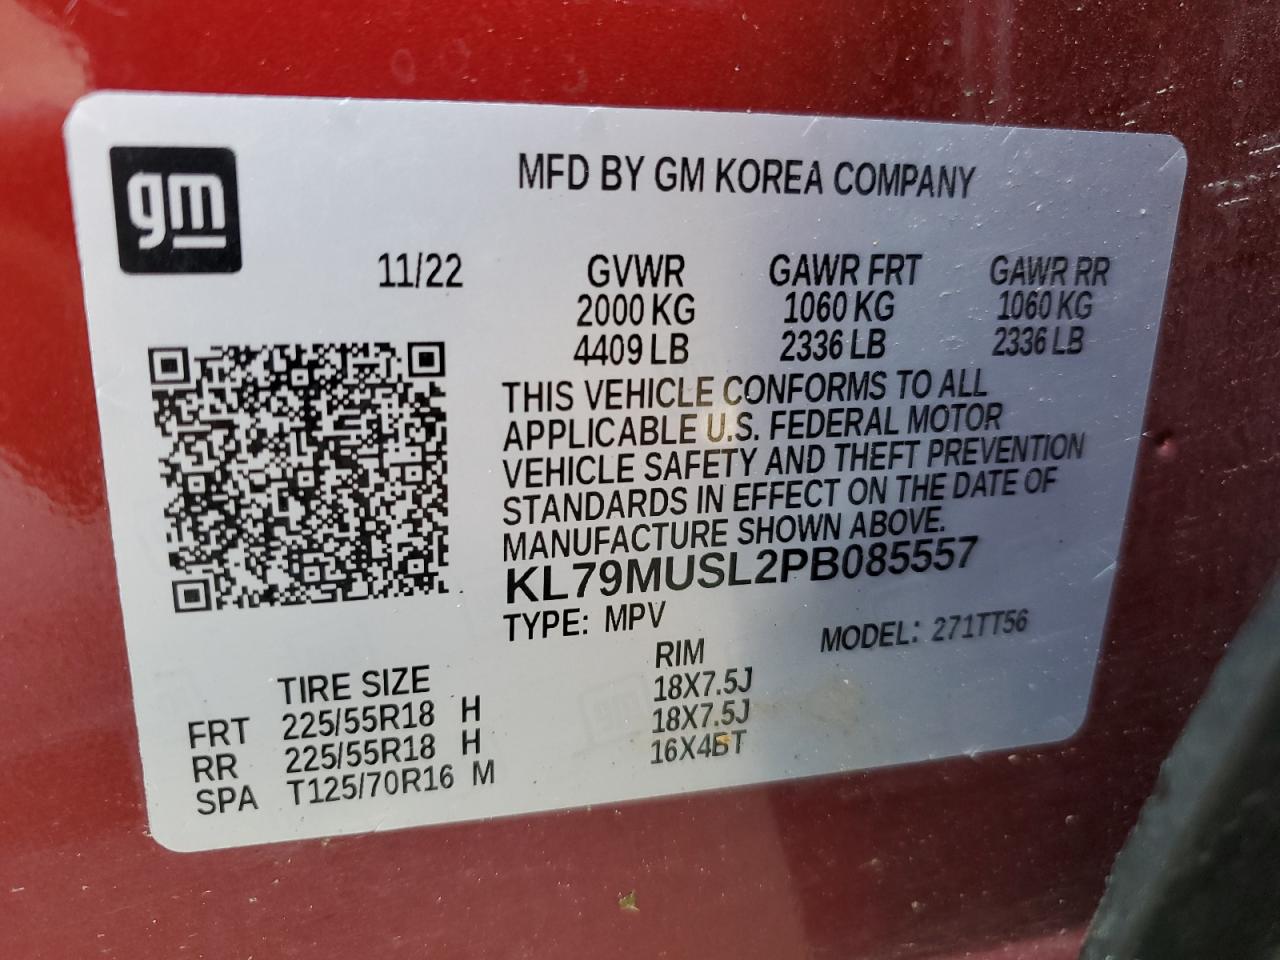 gm
MFD BY GM KOREA COMPANY
11/22 GVWR GAWR FRT GAWR RR
2000 KG 1060 KG 1060 KG
4409 LB 2336 LB 2336 LB
THIS VEHICLE CONFORMS TO ALL
APPLICABLE U.S. FEDERAL MOTOR
VEHICLE SAFETY AND THEFT PREVENTION
STANDARDS IN EFFECT ON THE DATE OF
MANUFACTURE SHOWN ABOVE.
KL79MUSL2PB085557
TYPE: MPV MODEL: 271TT56
TIRE SIZE RIM
FRT 225/55R18 H 18X7.5J
RR 225/55R18 H 18X7.5J
SPA T125/70R16 M 16X4BT